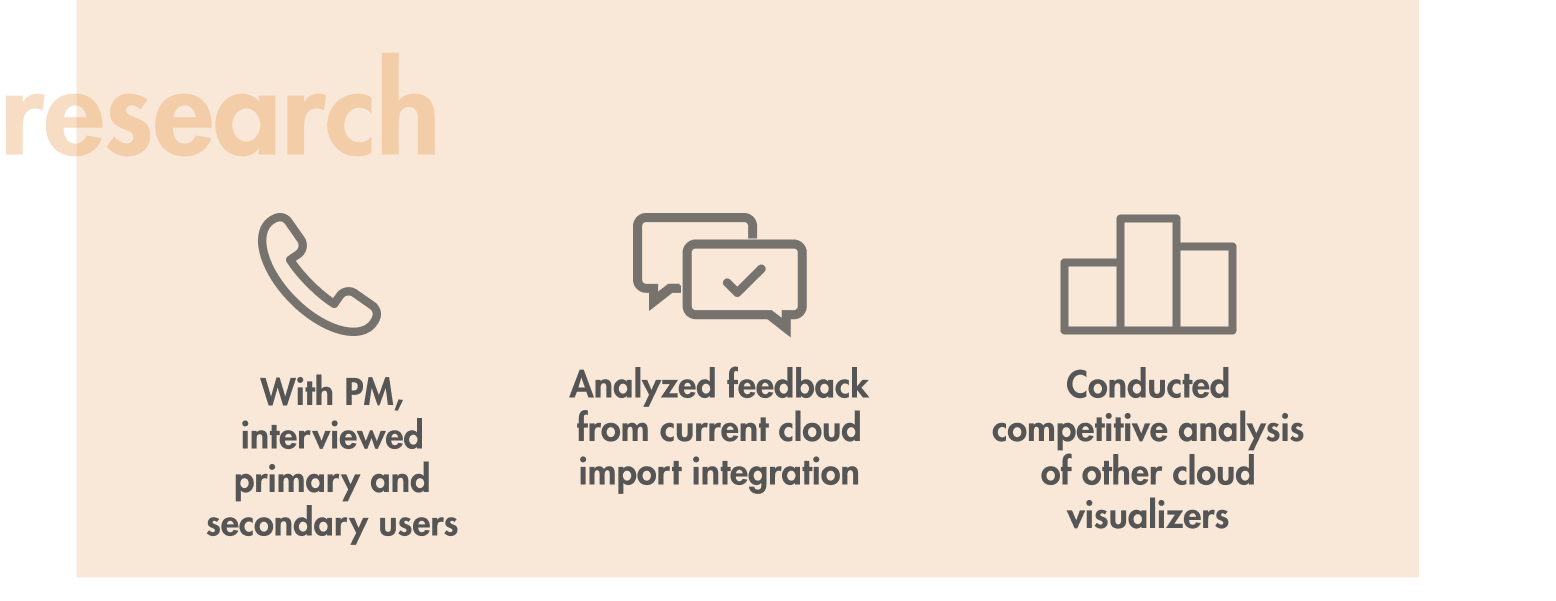 research
With PM,
interviewed
primary and
secondary users
Analyzed feedback
from current cloud
import integration
Conducted
competitive analysis
of other cloud
visualizers